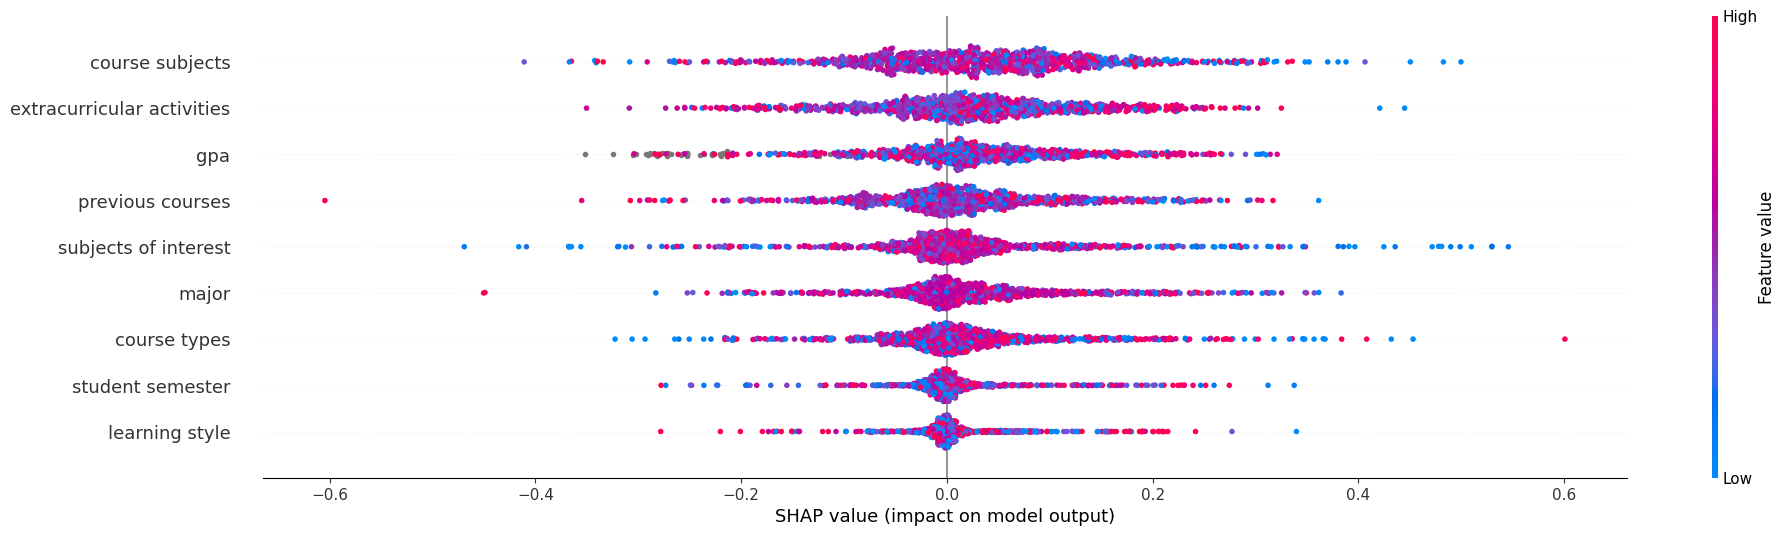 High
course subjects
extracurricular activities
gpa
previous courses
subjects of interest
major
course types
student semester
learning style
Feature value
Low
−0.6 −0.4 −0.2 0.0 0.2 0.4 0.6
SHAP value (impact on model output)